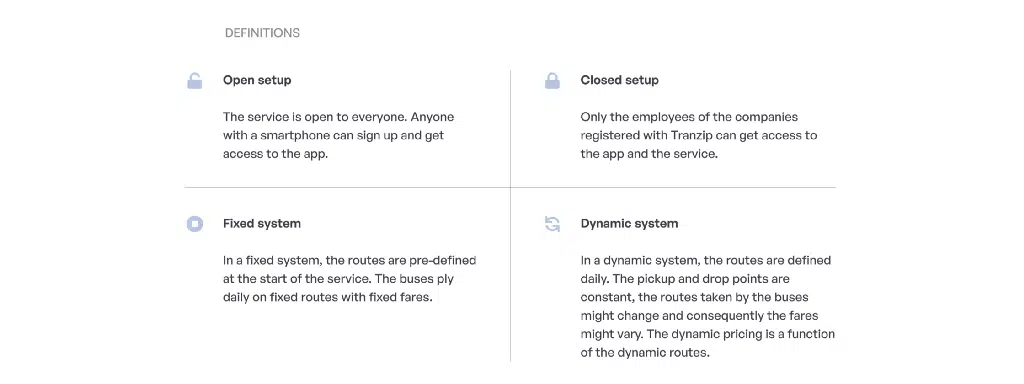 DEFINITIONS
Open setup
The service is open to everyone. Anyone
with a smartphone can sign up and get
access to the app.
Closed setup
Only the employees of the companies
registered with Tranzip can get access to
the app and the service.
Fixed system
In a fixed system, the routes are pre-defined
at the start of the service. The buses ply
daily on fixed routes with fixed fares.
Dynamic system
In a dynamic system, the routes are defined
daily. The pickup and drop points are
constant, the routes taken by the buses
might change and consequently the fares
might vary. The dynamic pricing is a function
of the dynamic routes.